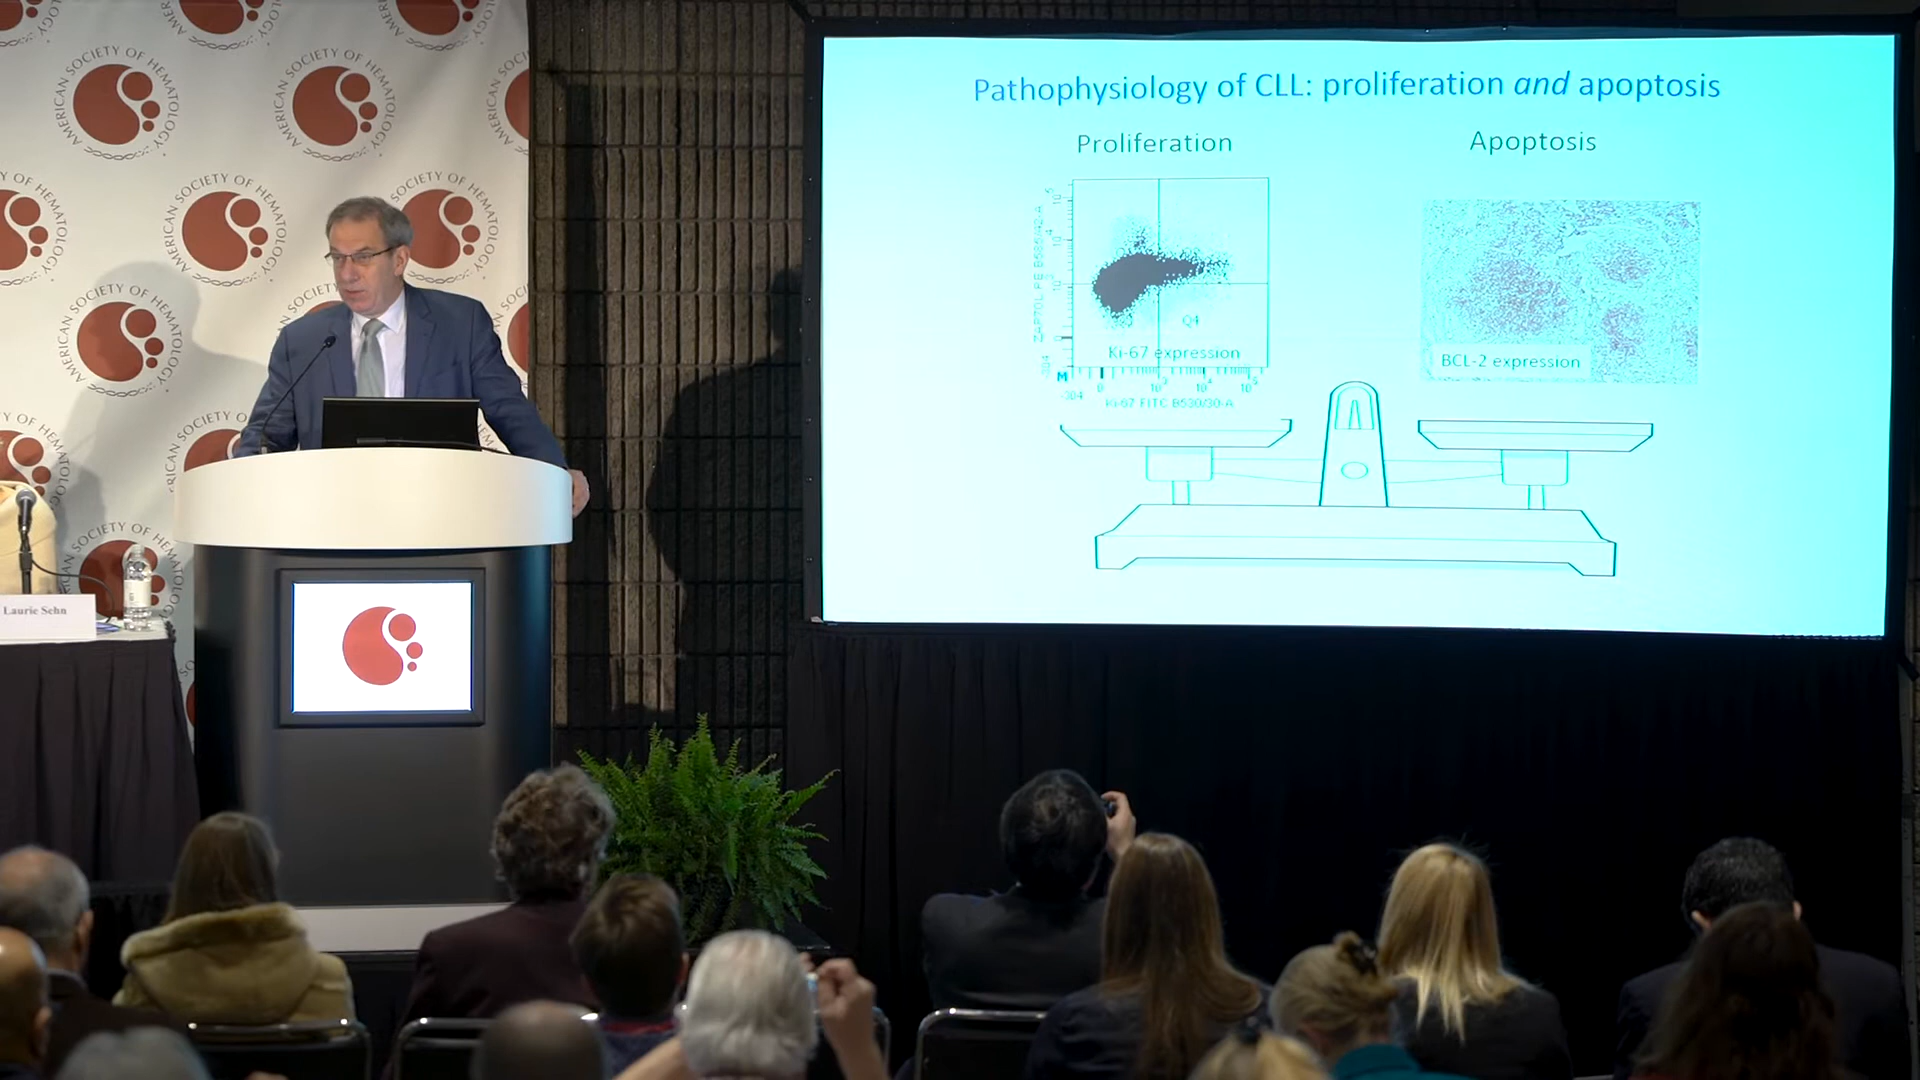 AMERICAN SOCIETY OF HEMATOLOGY
Pathophysiology of CLL: proliferation and apoptosis
Proliferation
Apoptosis
Q4
Ki-67 expression
BCL-2 expression
M
Ki-67 FITC B530/30-A
Laurie Sehn